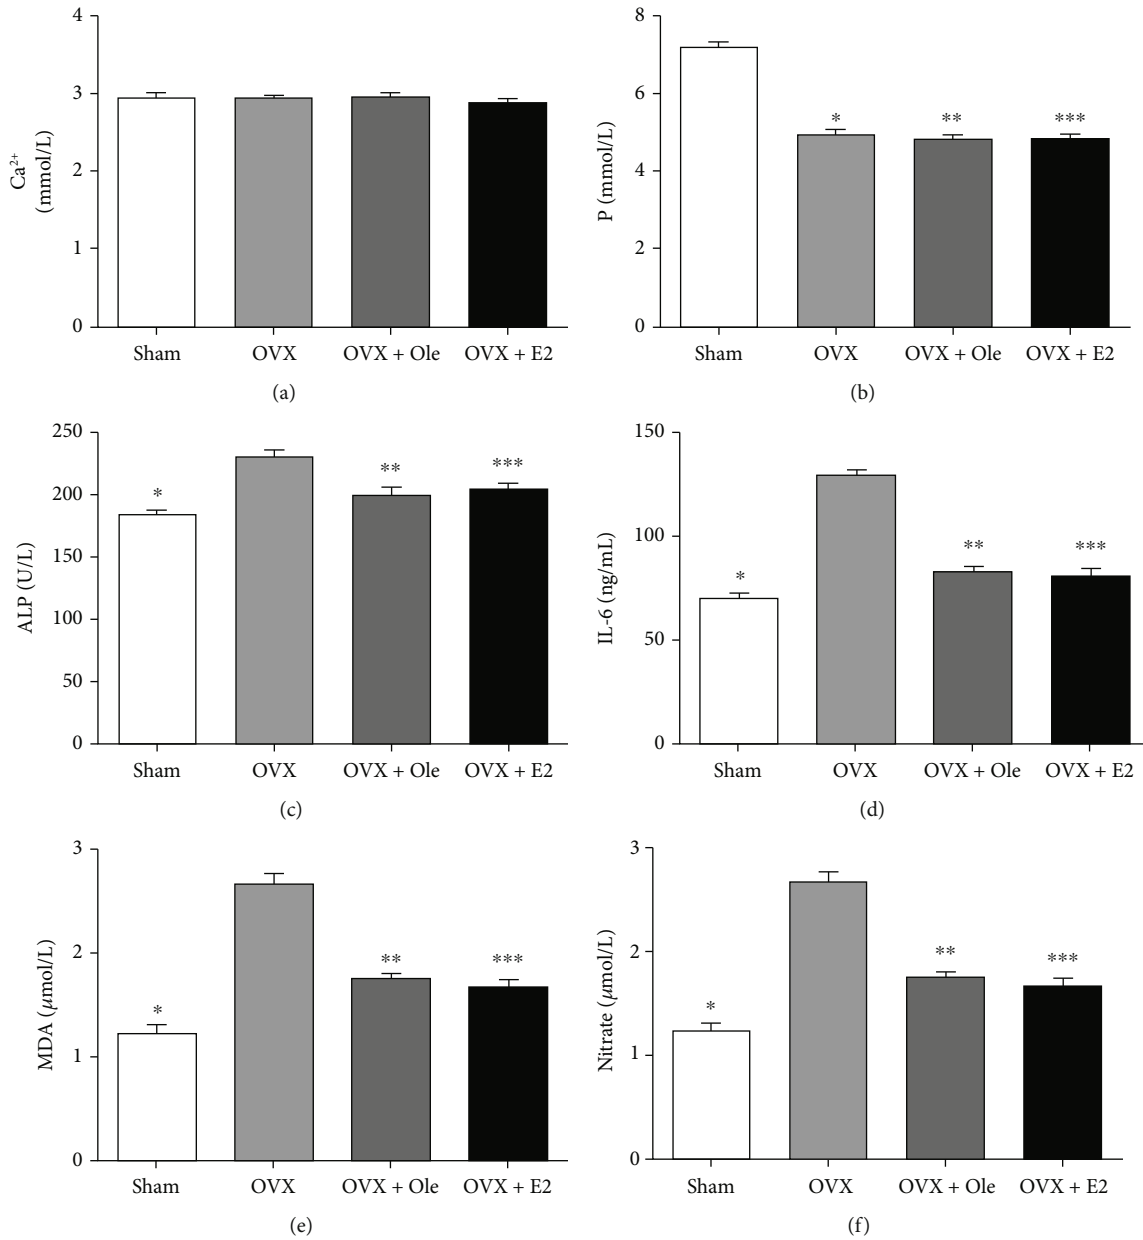 4
3
2
1
0
Ca²⁺
(mmol/L)
Sham
OVX
OVX + Ole
OVX + E2
(a)
8
6
4
2
0
P (mmol/L)
*
**
***
Sham
OVX
OVX + Ole
OVX + E2
(b)
250
200
150
100
50
0
ALP (U/L)
*
**
***
Sham
OVX
OVX + Ole
OVX + E2
(c)
150
100
50
0
IL-6 (ng/mL)
*
**
***
Sham
OVX
OVX + Ole
OVX + E2
(d)
3
2
1
0
MDA (μmol/L)
*
**
***
Sham
OVX
OVX + Ole
OVX + E2
(e)
3
2
1
0
Nitrate (μmol/L)
*
**
***
Sham
OVX
OVX + Ole
OVX + E2
(f)